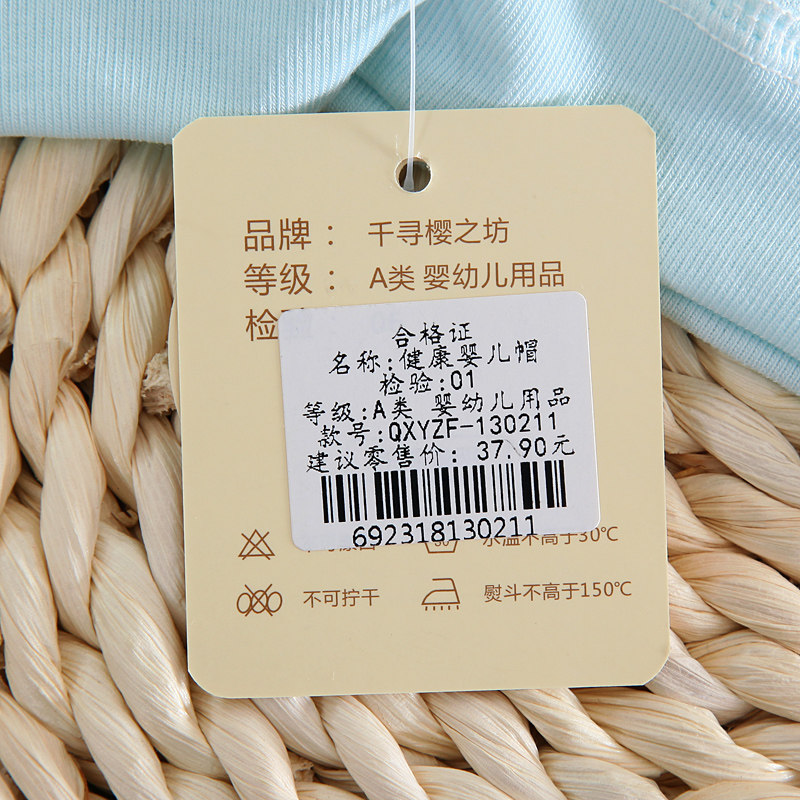 品牌： 千寻樱之坊
等级： A类 婴幼儿用品
检
合格证
名称:健康婴儿帽
检验:01
等级:A类 婴幼儿用品
款号:QXYZF-130211
建议零售价: 37.90元
692318130211
水温不高于30℃
不可拧干
熨斗不高于150℃